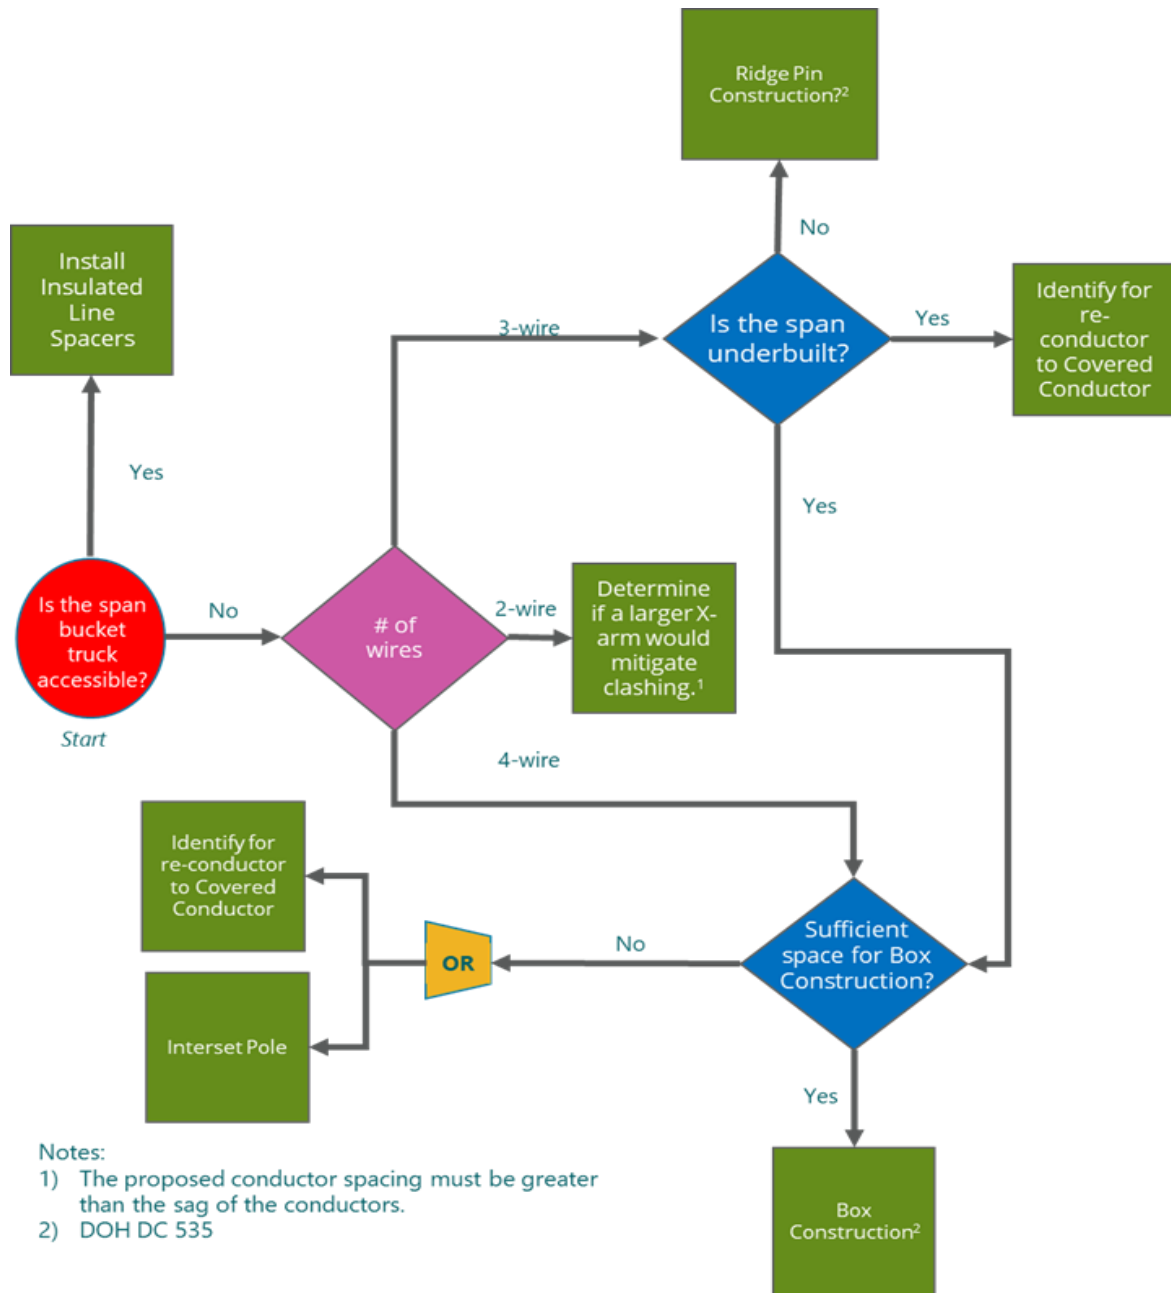 Ridge Pin
Construction?²
No
Install
Insulated
Line
Spacers
3-wire
Is the span
underbuilt?
Yes
Identify for
re-
conductor
to Covered
Conductor
Yes
Yes
Is the span
bucket
truck
accessible?
Start
No
# of
wires
2-wire
Determine
if a larger X-
arm would
mitigate
clashing.¹
4-wire
Identify for
re-conductor
to Covered
Conductor
Interset Pole
OR
No
Sufficient
space for Box
Construction?
Yes
Box
Construction²
Notes:
1) The proposed conductor spacing must be greater
than the sag of the conductors.
2) DOH DC 535